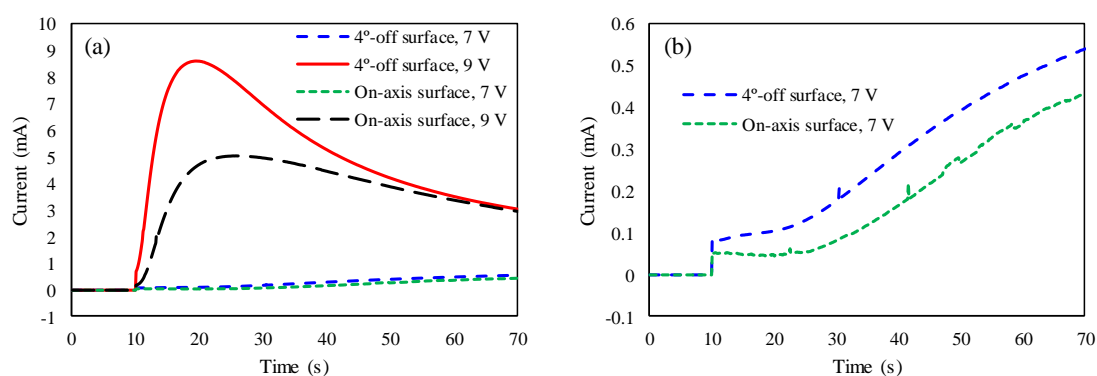 (a)
10
9
8
7
6
5
4
3
2
1
0
-1
Current (mA)
4º-off surface, 7 V
4º-off surface, 9 V
On-axis surface, 7 V
On-axis surface, 9 V
0 10 20 30 40 50 60 70
Time (s)
(b)
0.6
0.5
0.4
0.3
0.2
0.1
0
-0.1
Current (mA)
4º-off surface, 7 V
On-axis surface, 7 V
0 10 20 30 40 50 60 70
Time (s)